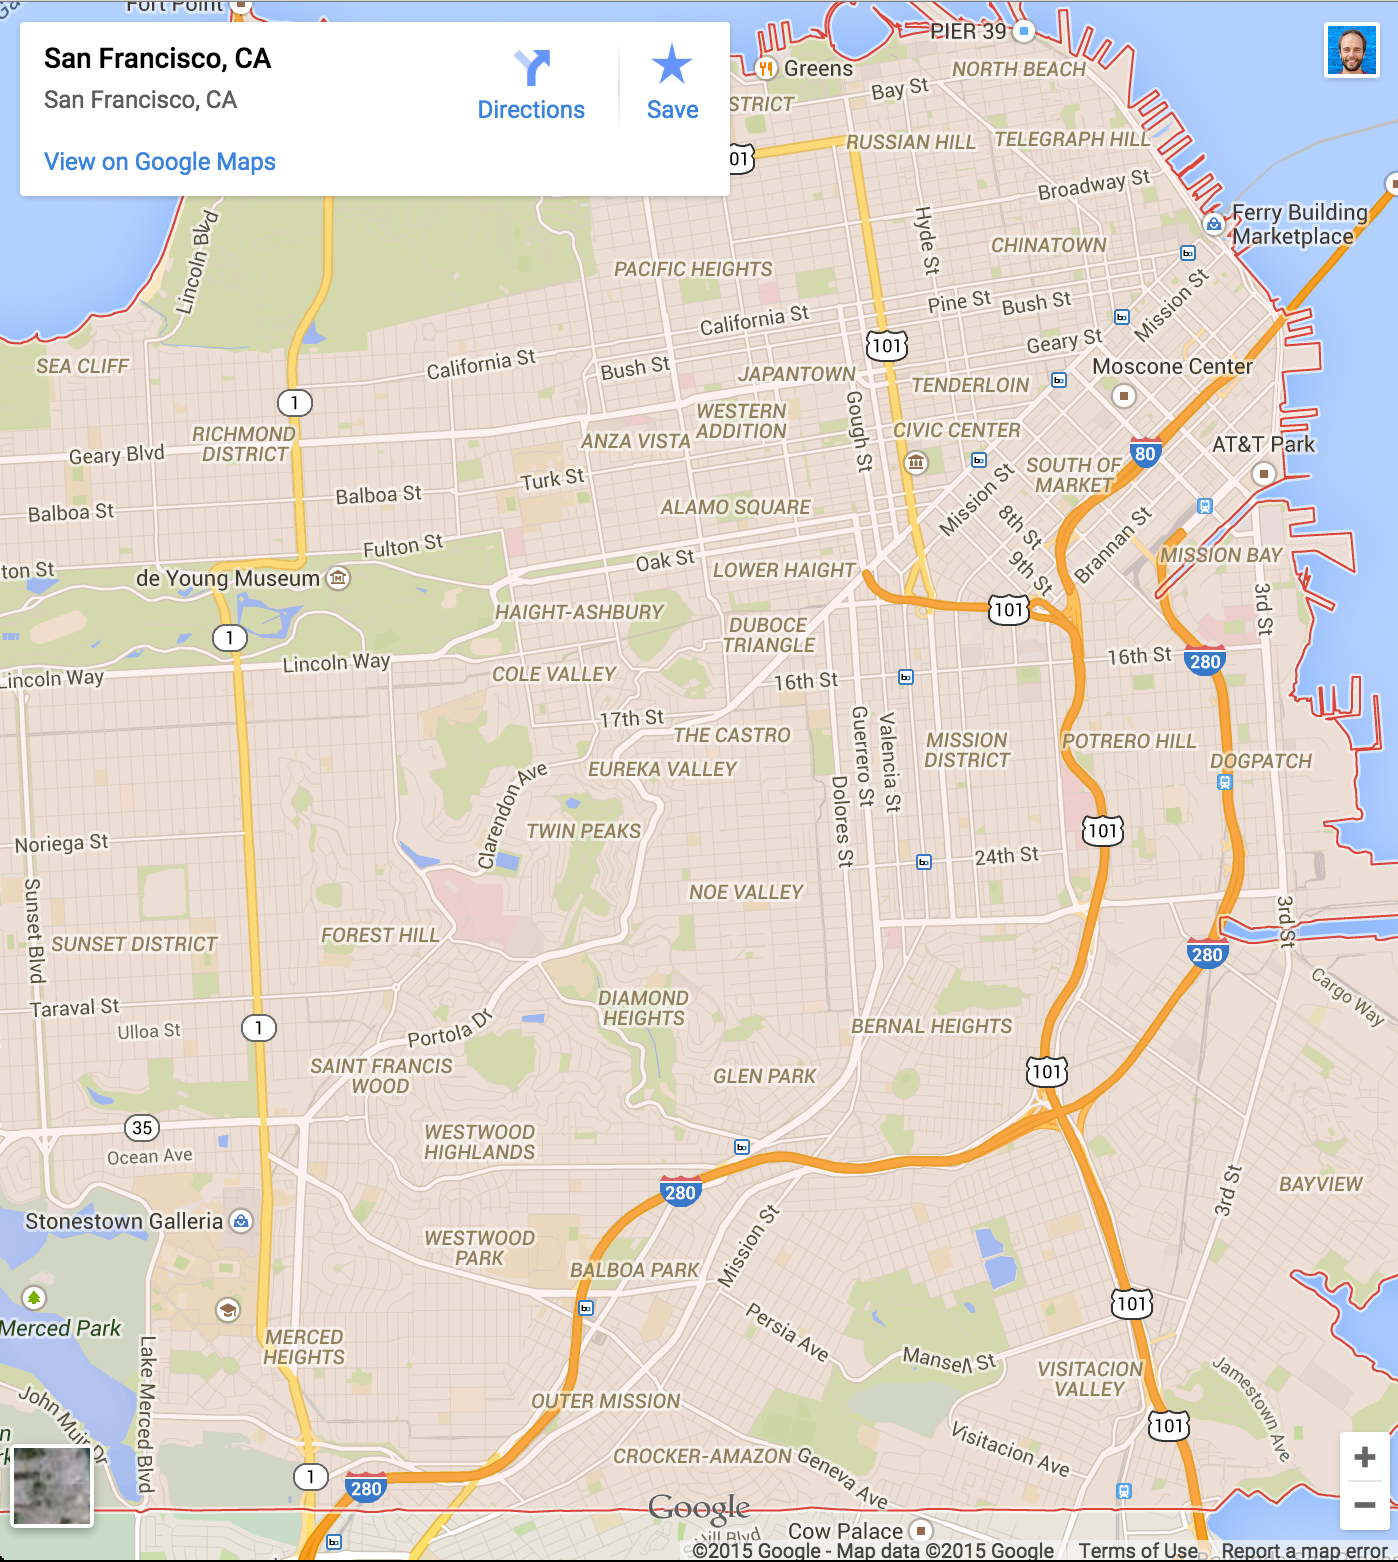 Fort Point
San Francisco, CA
San Francisco, CA
Directions
Save
View on Google Maps
PIER 39
Greens
NORTH BEACH
STRICT
Bay St
101
RUSSIAN HILL
TELEGRAPH HILL
Broadway St
Lincoln Blvd
Hyde St
Ferry Building
Marketplace
CHINATOWN
PACIFIC HEIGHTS
Pine St
Bush St
Mission St
California St
Geary St
101
SEA CLIFF
California St
Bush St
JAPANTOWN
TENDERLOIN
Moscone Center
1
Gough St
WESTERN
ADDITION
RICHMOND
DISTRICT
ANZA VISTA
CIVIC CENTER
AT&T Park
Geary Blvd
80
SOUTH OF
MARKET
Turk St
Balboa St
Mission St
Balboa St
ALAMO SQUARE
8th St
Brannan St
Fulton St
Oak St
LOWER HAIGHT
9th St
MISSION BAY
ton St
de Young Museum
HAIGHT-ASHBURY
101
3rd St
DUBOCE
TRIANGLE
1
Lincoln Way
16th St
280
Lincoln Way
COLE VALLEY
16th St
17th St
THE CASTRO
Guerrero St
Valencia St
MISSION
DISTRICT
POTRERO HILL
DOGPATCH
EUREKA VALLEY
Clarendon Ave
Dolores St
TWIN PEAKS
101
Noriega St
24th St
NOE VALLEY
Sunset Blvd
SUNSET DISTRICT
FOREST HILL
3rd St
280
Taraval St
DIAMOND
HEIGHTS
Cargo Way
Ulloa St
1
Portola Dr
BERNAL HEIGHTS
SAINT FRANCIS
WOOD
GLEN PARK
101
35
WESTWOOD
HIGHLANDS
Ocean Ave
280
3rd St
BAYVIEW
Stonestown Galleria
Mission St
WESTWOOD
PARK
BALBOA PARK
101
Merced Park
Persia Ave
MERCED
HEIGHTS
Lake Merced Blvd
Mansell St
VISITACION
VALLEY
Jamestown Ave
John Muir Dr
OUTER MISSION
101
Visitacion Ave
CROCKER-AMAZON
Geneva Ave
1
280
Google
Cow Palace
©2015 Google - Map data ©2015 Google
Terms of Use
Report a map error